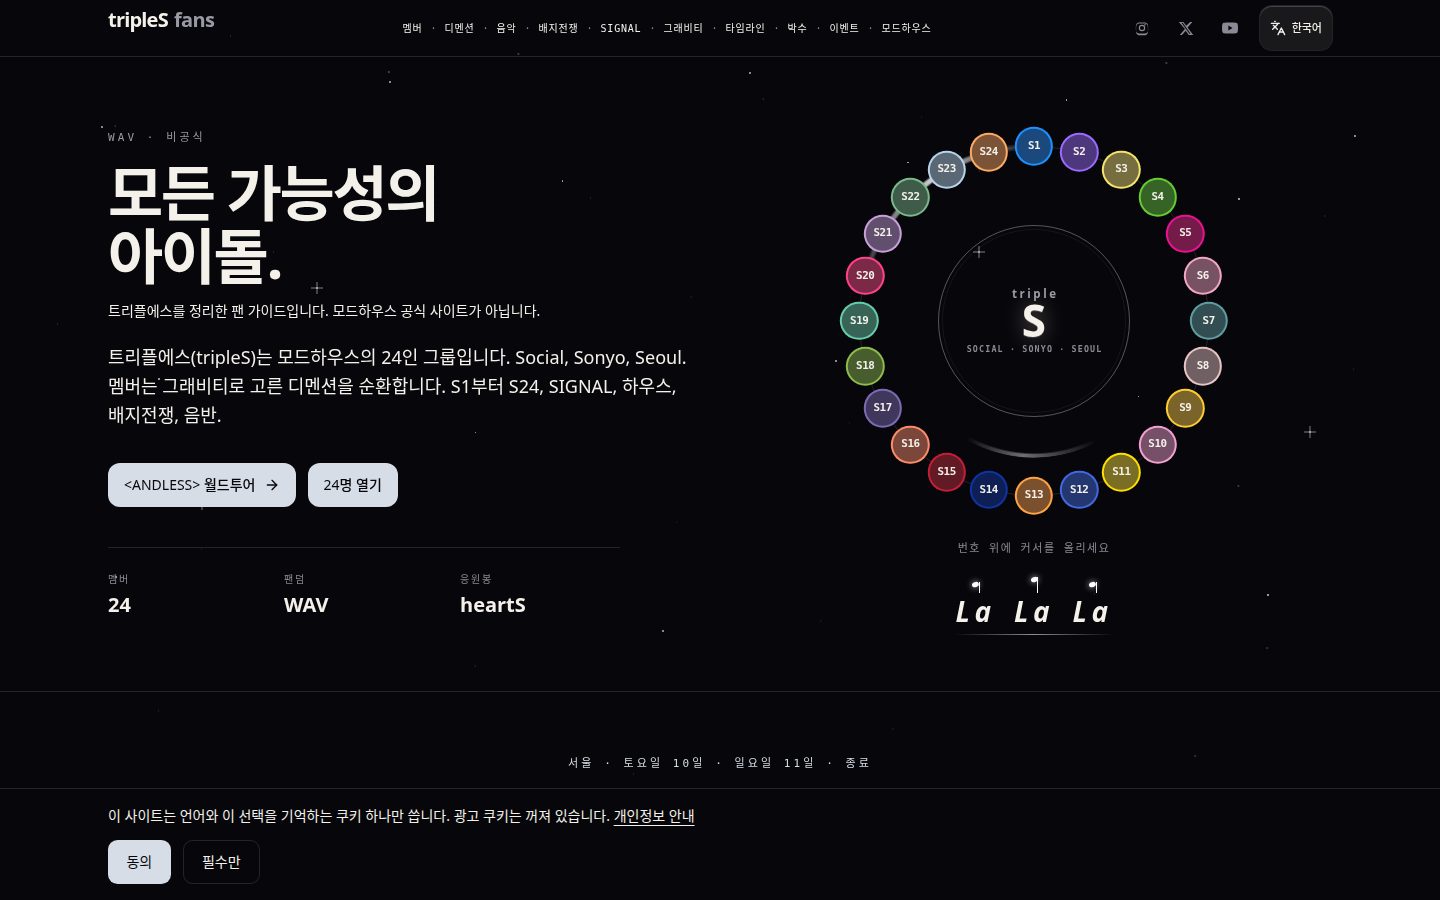 tripleS fans
멤버 · 디멘션 · 음악 · 배지전쟁 · SIGNAL · 그래비티 · 타임라인 · 박수 · 이벤트 · 모드하우스
한국어
WAV · 비공식
모든 가능성의
아이돌.
트리플에스를 정리한 팬 가이드입니다. 모드하우스 공식 사이트가 아닙니다.
트리플에스(tripleS)는 모드하우스의 24인 그룹입니다. Social, Sonyo, Seoul.
멤버는 그래비티로 고른 디멘션을 순환합니다. S1부터 S24, SIGNAL, 하우스,
배지전쟁, 음반.
<ANDLESS> 월드투어 →
24명 열기
멤버
24
팬덤
WAV
응원봉
heartS
S1
S2
S3
S4
S5
S6
S7
S8
S9
S10
S11
S12
S13
S14
S15
S16
S17
S18
S19
S20
S21
S22
S23
S24
triple
S
SOCIAL · SONYO · SEOUL
번호 위에 커서를 올리세요
La La La
서울 · 토요일 10일 · 일요일 11일 · 종료
이 사이트는 언어와 이 선택을 기억하는 쿠키 하나만 씁니다. 광고 쿠키는 꺼져 있습니다. 개인정보 안내
동의
필수만